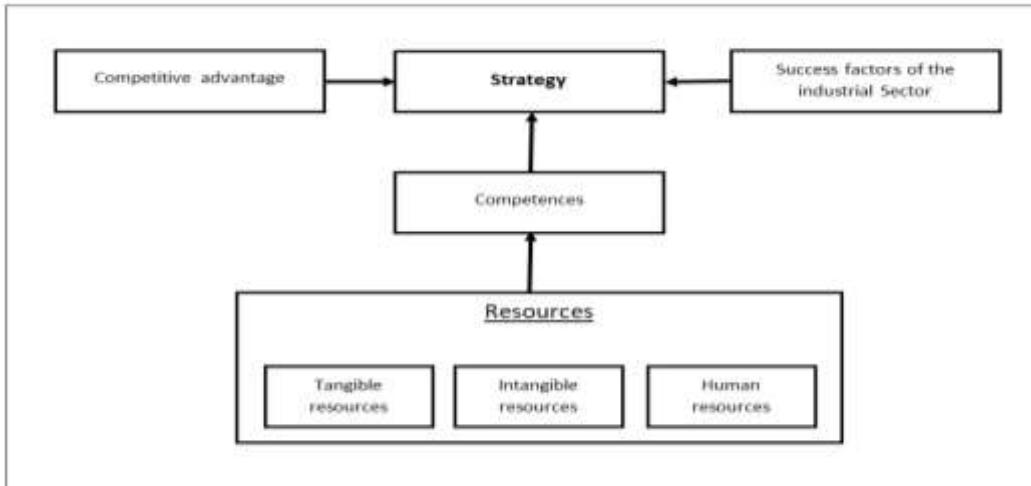 Competitive advantage
Strategy
Success factors of the
industrial Sector
Competences
Resources
Tangible
resources
Intangible
resources
Human
resources